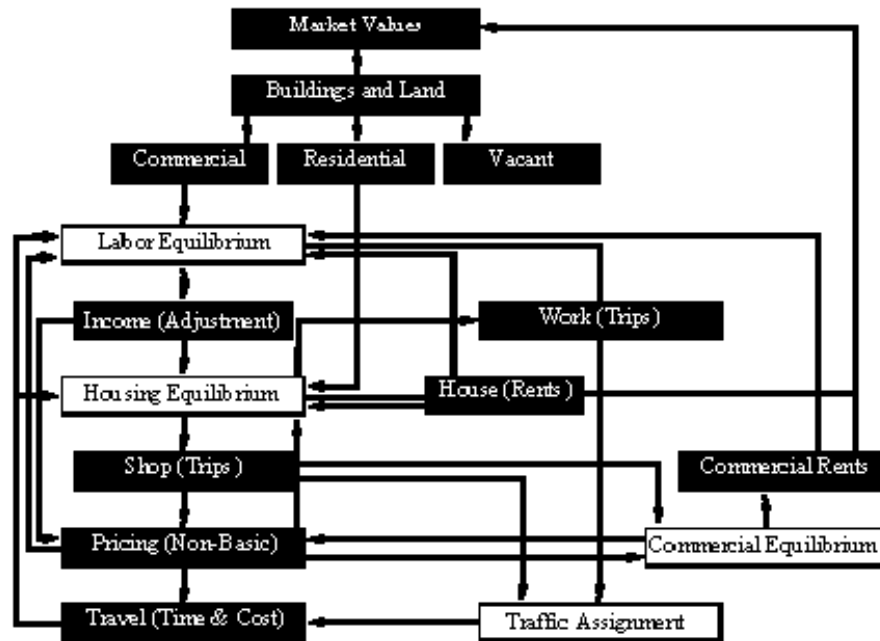 Market Values
Buildings and Land
Commercial
Residential
Vacant
Labor Equilibrium
Income (Adjustment)
Work (Trips)
Housing Equilibrium
House (Rents)
Shop (Trips)
Commercial Rents
Pricing (Non-Basic)
Commercial Equilibrium
Travel (Time & Cost)
Traffic Assignment